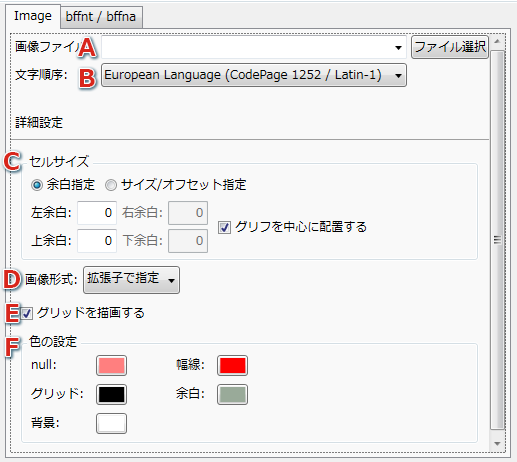 Image
bffnt / bffna
画像ファイル
A
ファイル選択
文字順序:
B
European Language (CodePage 1252 / Latin-1)
詳細設定
C
セルサイズ
余白指定
サイズ/オフセット指定
左余白: 0 右余白: 0
グリフを中心に配置する
上余白: 0 下余白: 0
D
画像形式: 拡張子で指定
E
グリッドを描画する
F
色の設定
null: 幅線:
グリッド: 余白:
背景: